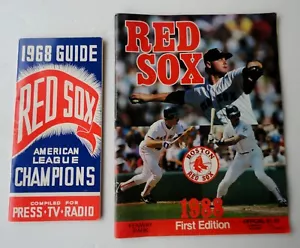 1968 GUIDE
RED SOX
AMERICAN
LEAGUE
CHAMPIONS
COMPILED FOR
PRESS·TV·RADIO
RED
SOX
BOSTON
RED SOX
1988
First Edition